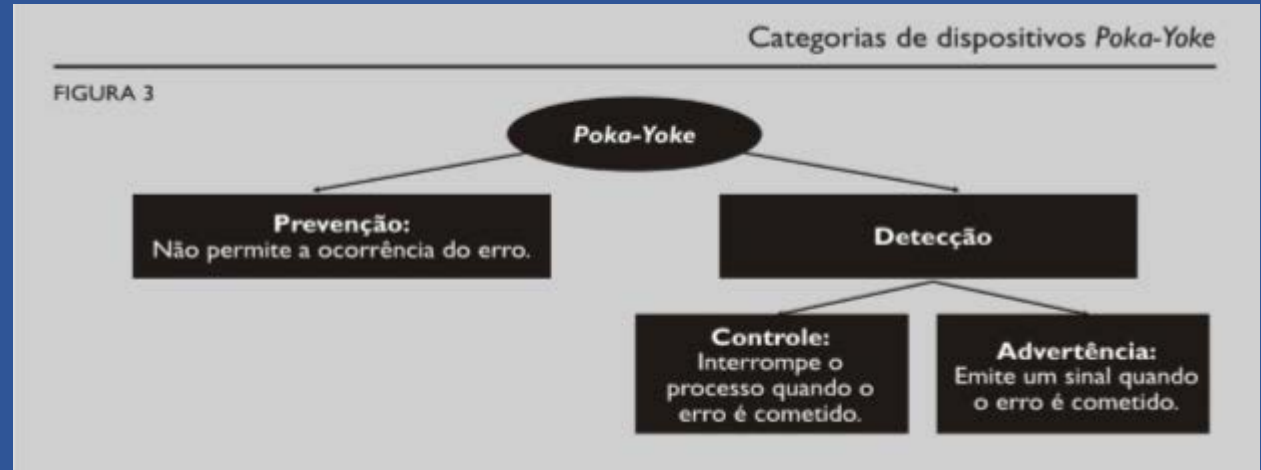 Categorias de dispositivos Poka-Yoke
FIGURA 3
Poka-Yoke
Prevenção:
Não permite a ocorrência do erro.
Detecção
Controle:
Interrompe o
processo quando o
erro é cometido.
Advertência:
Emite um sinal quando
o erro é cometido.